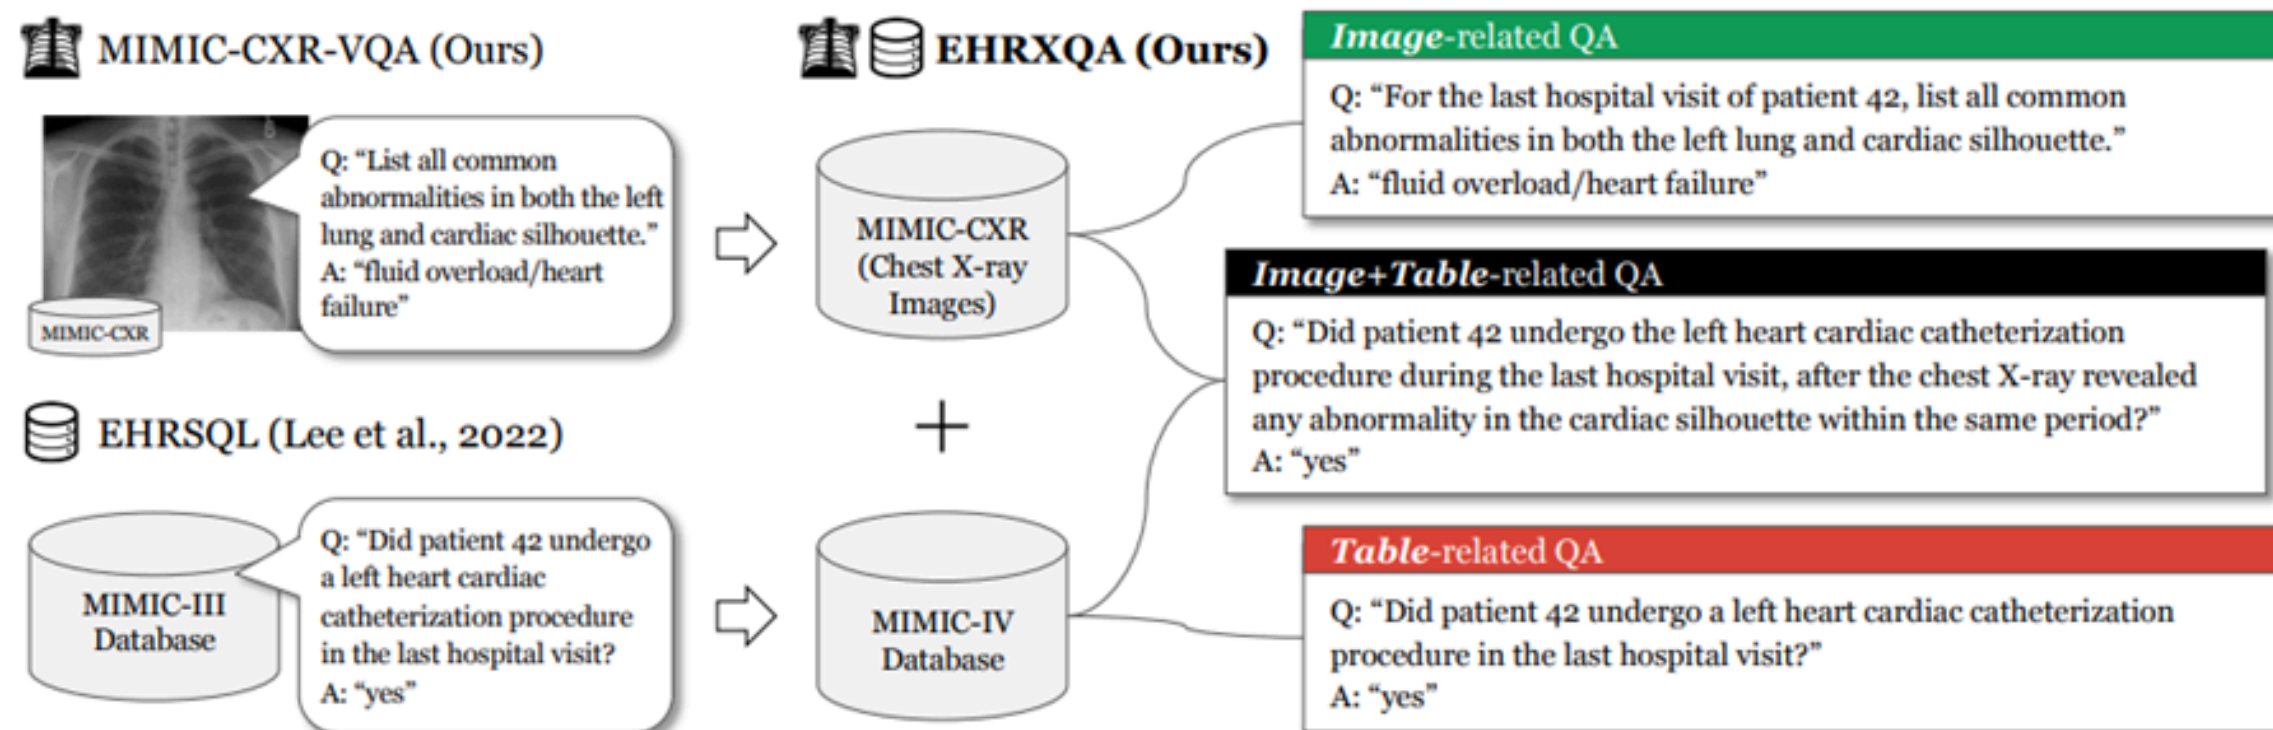 MIMIC-CXR-VQA (Ours)
Q: “List all common
abnormalities in both the left
lung and cardiac silhouette.”
A: “fluid overload/heart
failure”
MIMIC-CXR
EHRSQL (Lee et al., 2022)
MIMIC-III
Database
Q: “Did patient 42 undergo
a left heart cardiac
catheterization procedure
in the last hospital visit?
A: “yes”
EHRXQA (Ours)
MIMIC-CXR
(Chest X-ray
Images)
+
MIMIC-IV
Database
Image-related QA
Q: “For the last hospital visit of patient 42, list all common
abnormalities in both the left lung and cardiac silhouette.”
A: “fluid overload/heart failure”
Image+Table-related QA
Q: “Did patient 42 undergo the left heart cardiac catheterization
procedure during the last hospital visit, after the chest X-ray revealed
any abnormality in the cardiac silhouette within the same period?”
A: “yes”
Table-related QA
Q: “Did patient 42 undergo a left heart cardiac catheterization
procedure in the last hospital visit?”
A: “yes”